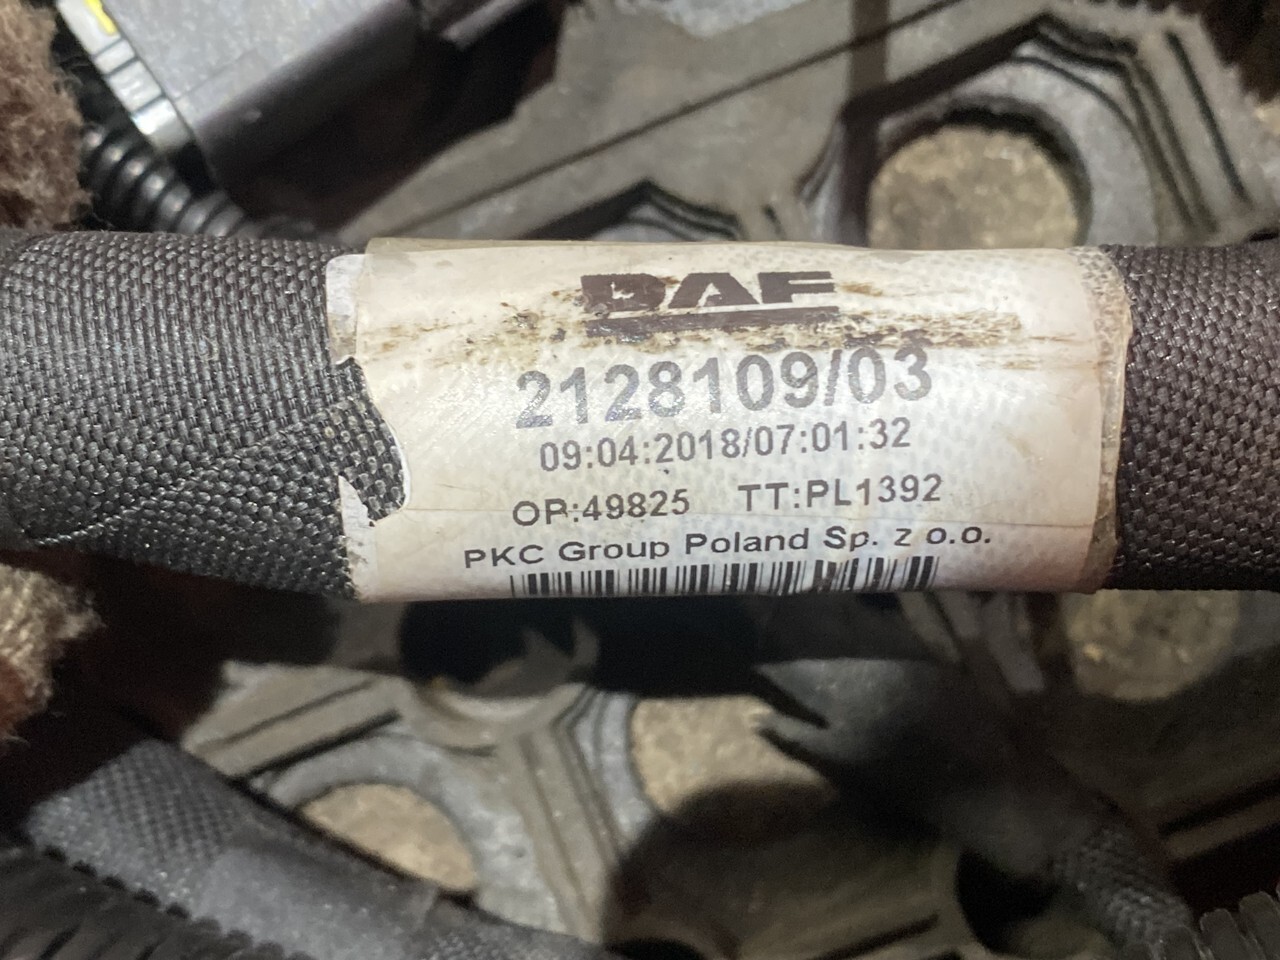 DAF
2128109/03
09:04:2018/07:01:32
OP:49825 TT:PL1392
PKC Group Poland Sp. z o.o.